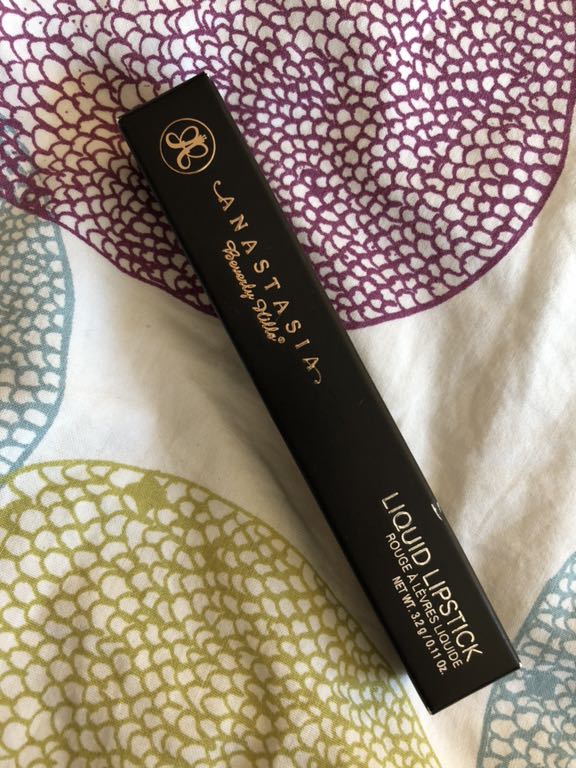 ANASTASIA
Beverly Hills®
LIQUID LIPSTICK
ROUGE À LÈVRES LIQUIDE
NET WT. 3.2 g / 0.11 Oz.